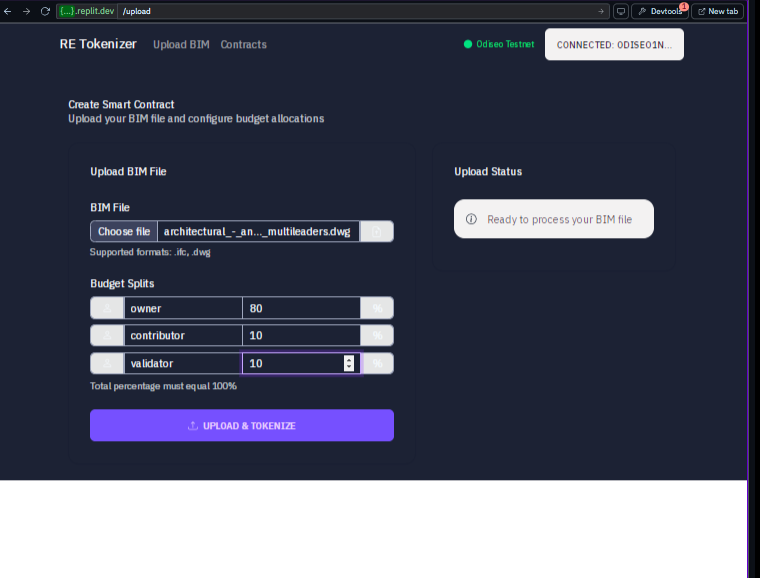 {...}.replit.dev /upload Devtools 1 New tab
RE Tokenizer Upload BIM Contracts Odiseo Testnet CONNECTED: ODISEO1N...
Create Smart Contract
Upload your BIM file and configure budget allocations
Upload BIM File
BIM File
Choose file architectural_-_an..._multileaders.dwg
Supported formats: .ifc, .dwg
Budget Splits
owner 80 %
contributor 10 %
validator 10 %
Total percentage must equal 100%
UPLOAD & TOKENIZE
Upload Status
Ready to process your BIM file